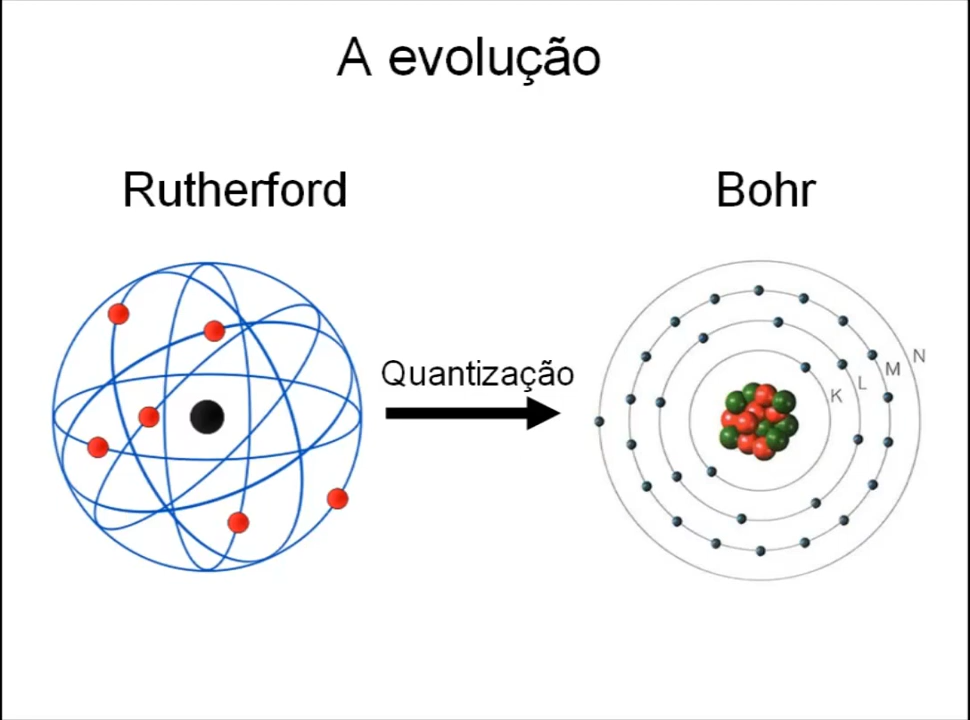 A evolução
Rutherford
Bohr
Quantização
K
L
M
N